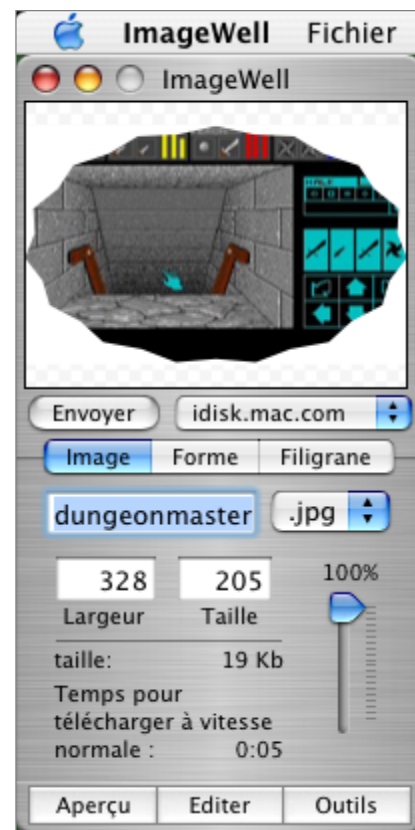 ImageWell Fichier
ImageWell
Envoyer idisk.mac.com
Image Forme Filigrane
dungeonmaster .jpg
328 205 100%
Largeur Taille
taille: 19 Kb
Temps pour
télécharger à vitesse
normale : 0:05
Aperçu Editer Outils